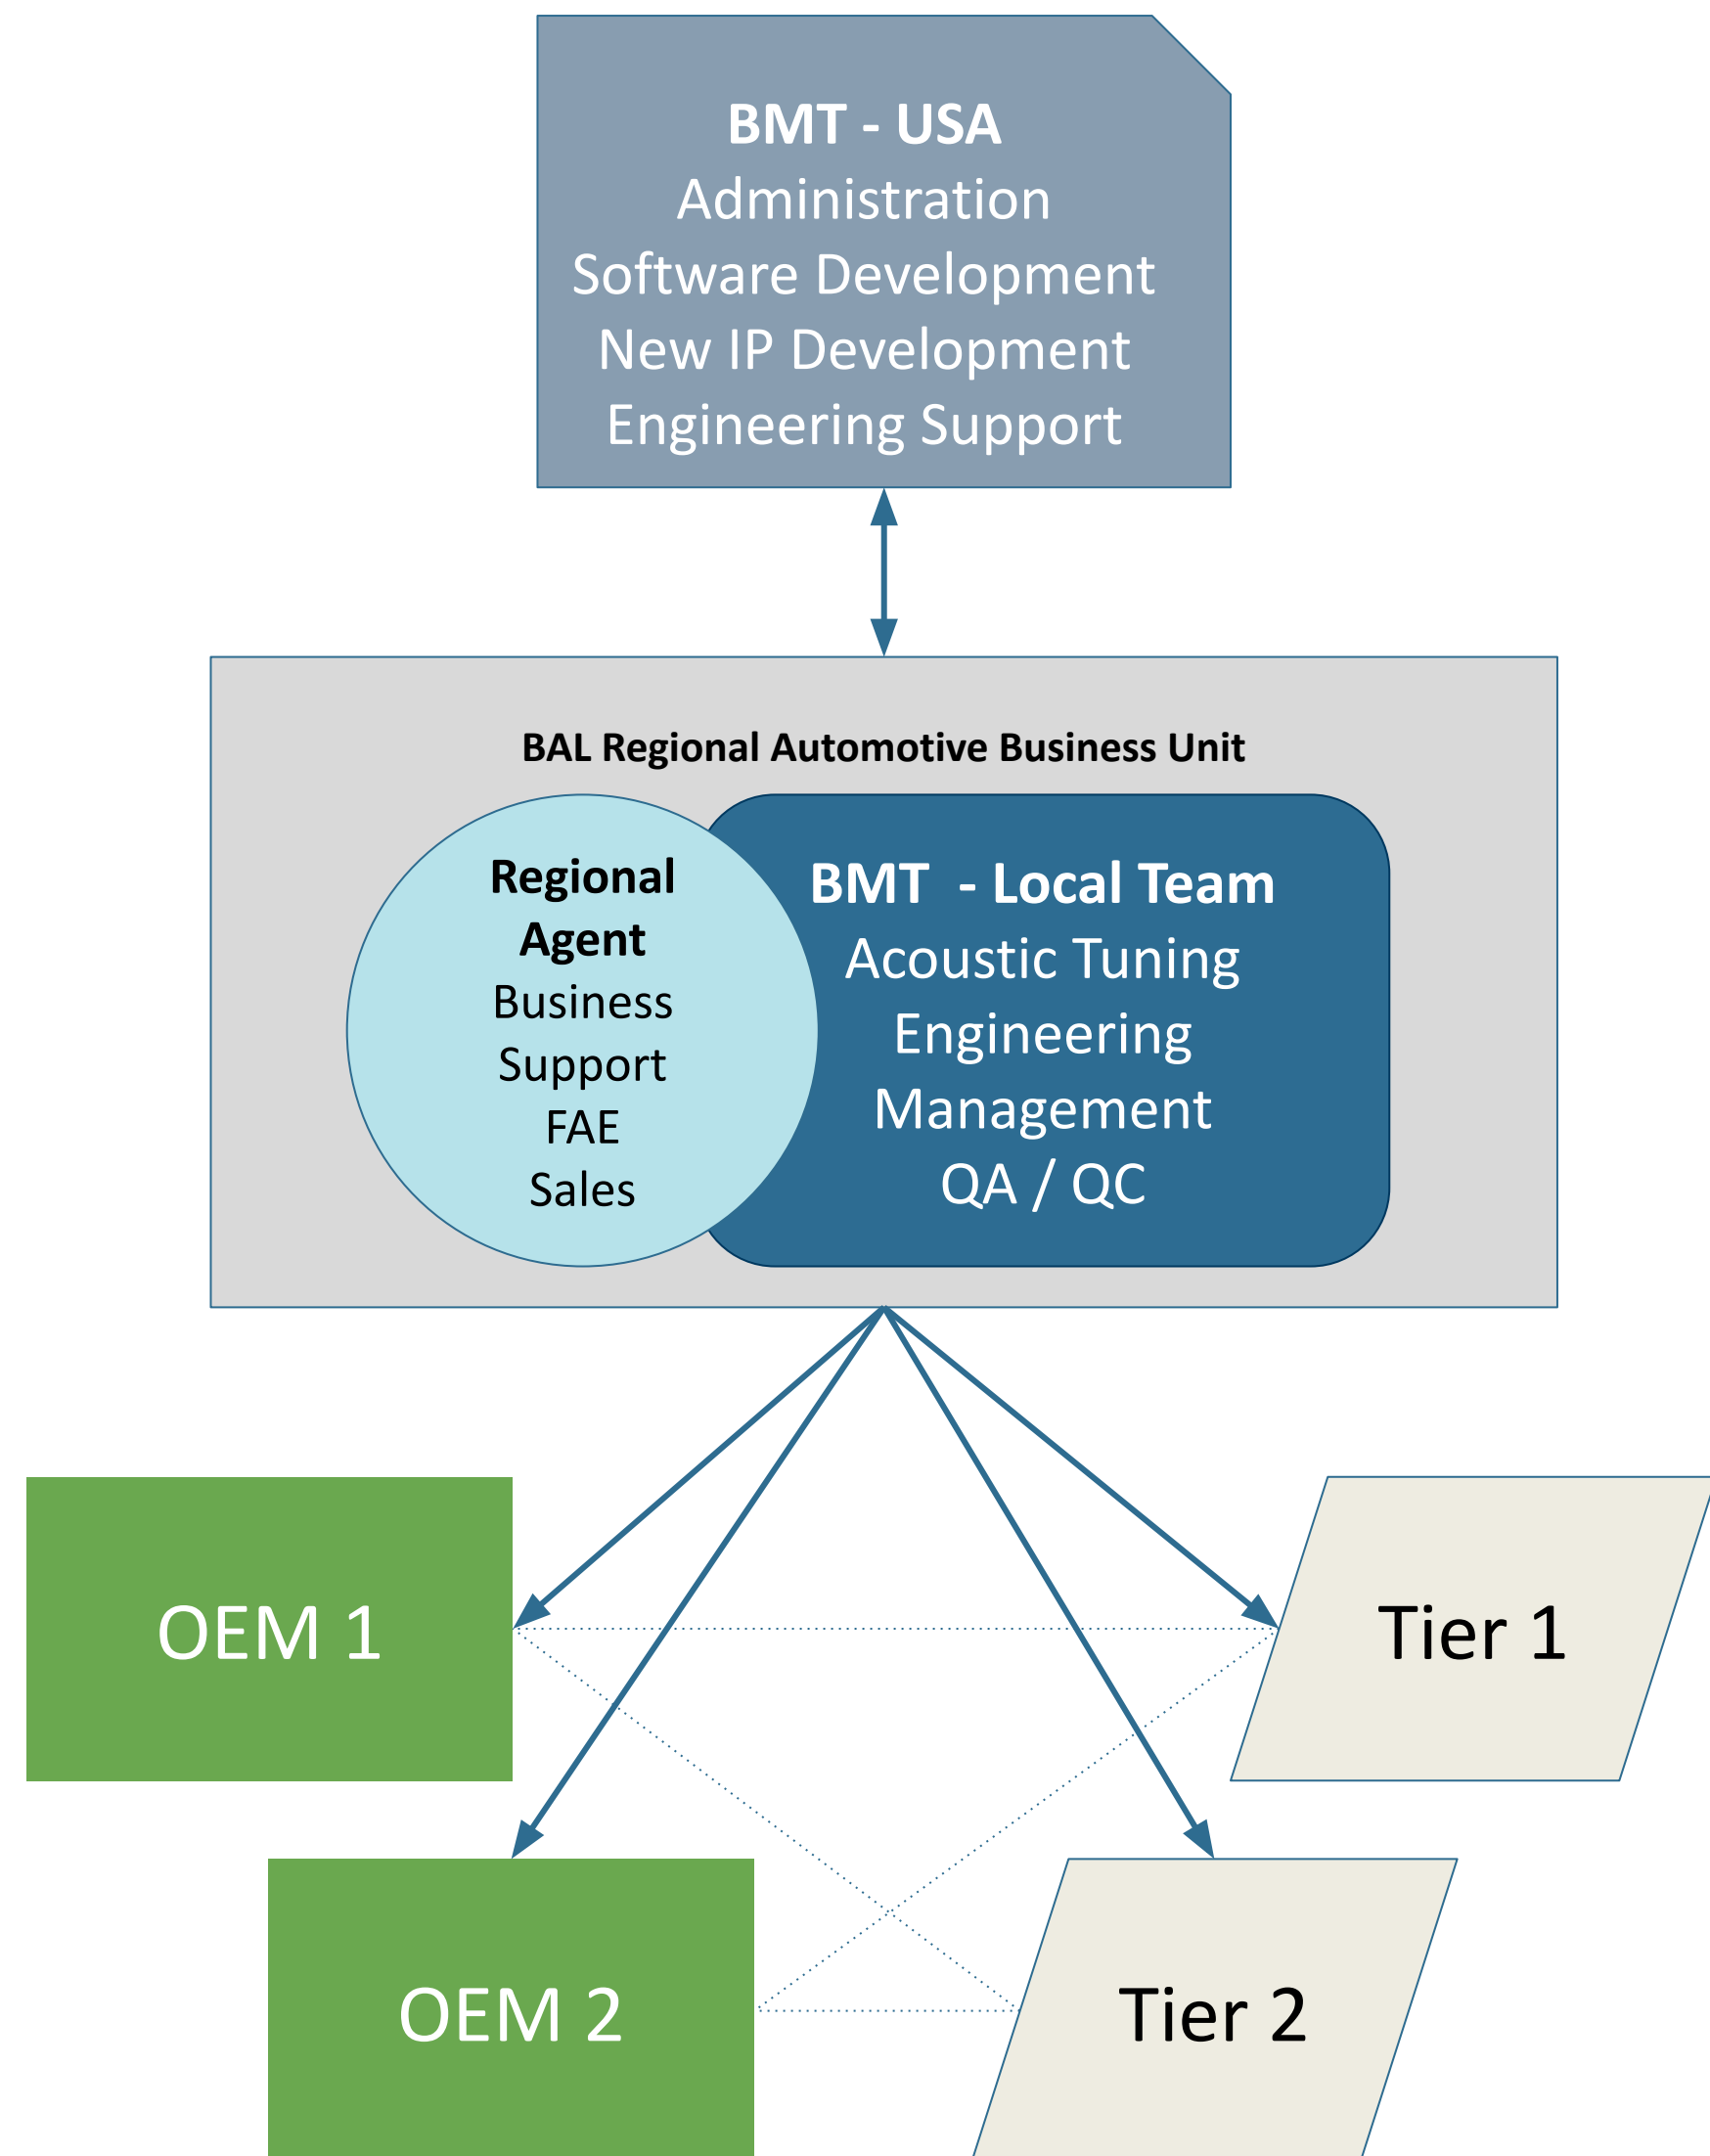 BMT - USA
Administration
Software Development
New IP Development
Engineering Support
BAL Regional Automotive Business Unit
Regional
Agent
Business
Support
FAE
Sales
BMT  - Local Team
Acoustic Tuning
Engineering
Management
QA / QC
OEM 1
Tier 1
OEM 2
Tier 2